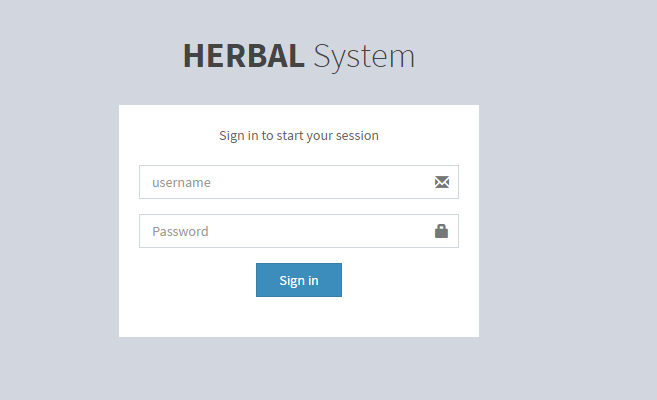 HERBAL System
Sign in to start your session
username
Password
Sign in